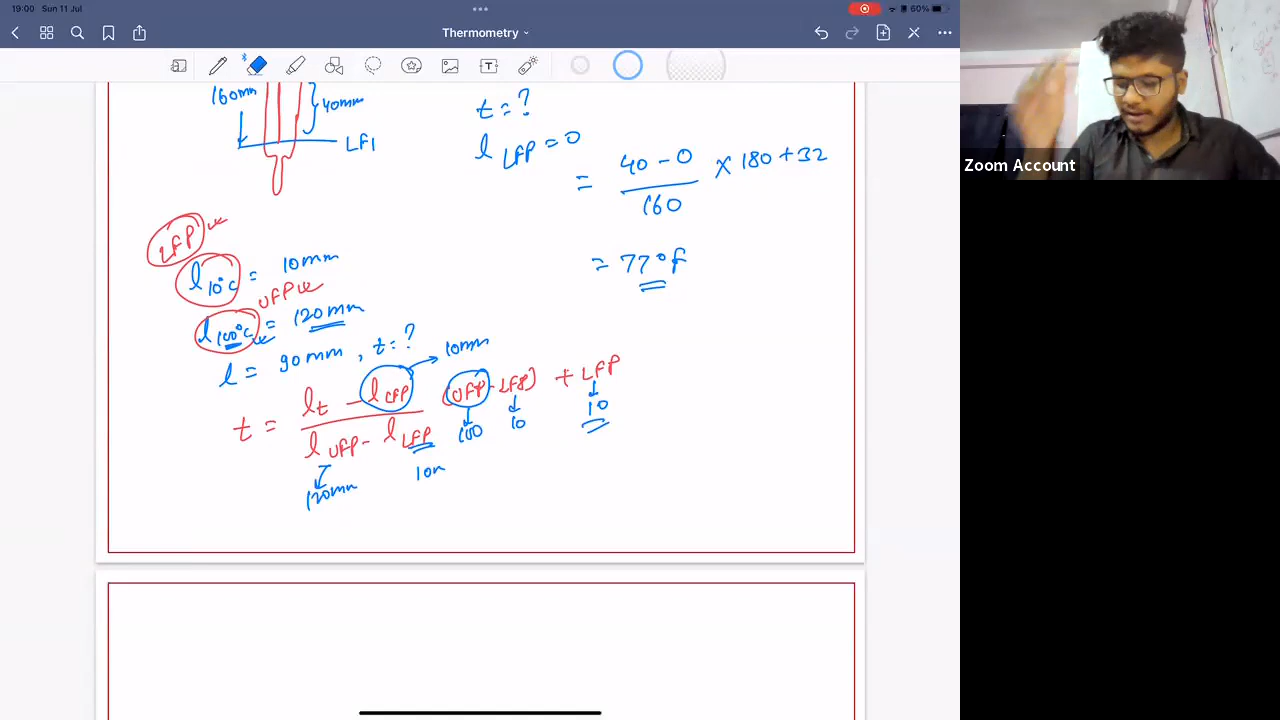 19:00 Sun 11 Jul
60%
Thermometry
160mm
40mm
LFI
t = ?
l LFP = 0
= 40 - 0 / 160 × 180 + 32
= 77°f
LFP
l 10°C = 10mm
UFP
l 100°C = 120mm
l = 90mm, t = ?
10mm
t = lt - l LFP / l UFP - l LFP (UFP - LFP) + LFP
100
10
10
120mm
10m
Zoom Account